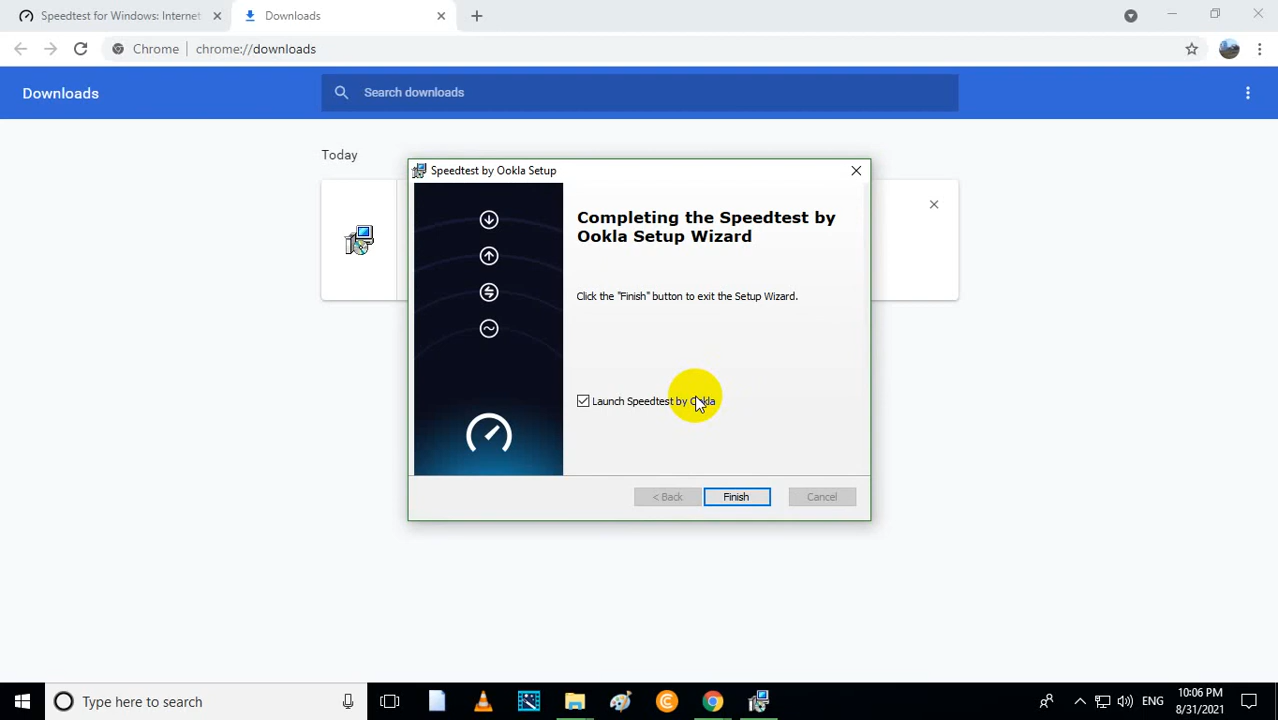 Speedtest for Windows: Internet
Downloads
Chrome
chrome://downloads
Downloads
Search downloads
Today
Speedtest by Ookla Setup
Completing the Speedtest by
Ookla Setup Wizard
Click the "Finish" button to exit the Setup Wizard.
Launch Speedtest by Ookla
< Back
Finish
Cancel
Type here to search
ENG
10:06 PM
8/31/2021